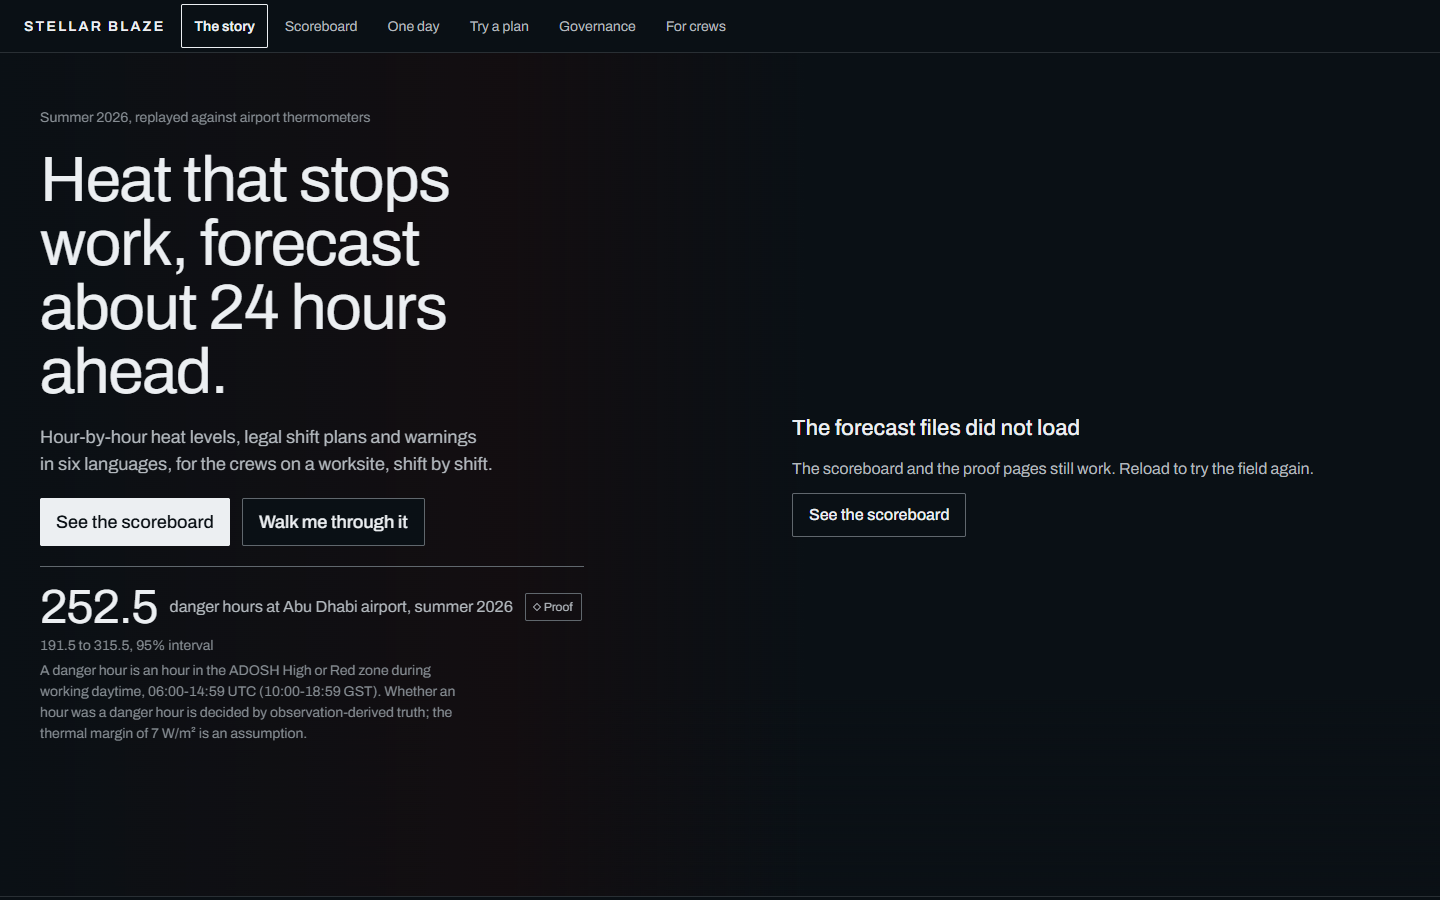 STELLAR BLAZE The story Scoreboard One day Try a plan Governance For crews
Summer 2026, replayed against airport thermometers
Heat that stops
work, forecast
about 24 hours
ahead.
Hour-by-hour heat levels, legal shift plans and warnings
in six languages, for the crews on a worksite, shift by shift.
See the scoreboard Walk me through it
252.5 danger hours at Abu Dhabi airport, summer 2026 ◇ Proof
191.5 to 315.5, 95% interval
A danger hour is an hour in the ADOSH High or Red zone during
working daytime, 06:00-14:59 UTC (10:00-18:59 GST). Whether an
hour was a danger hour is decided by observation-derived truth; the
thermal margin of 7 W/m² is an assumption.
The forecast files did not load
The scoreboard and the proof pages still work. Reload to try the field again.
See the scoreboard